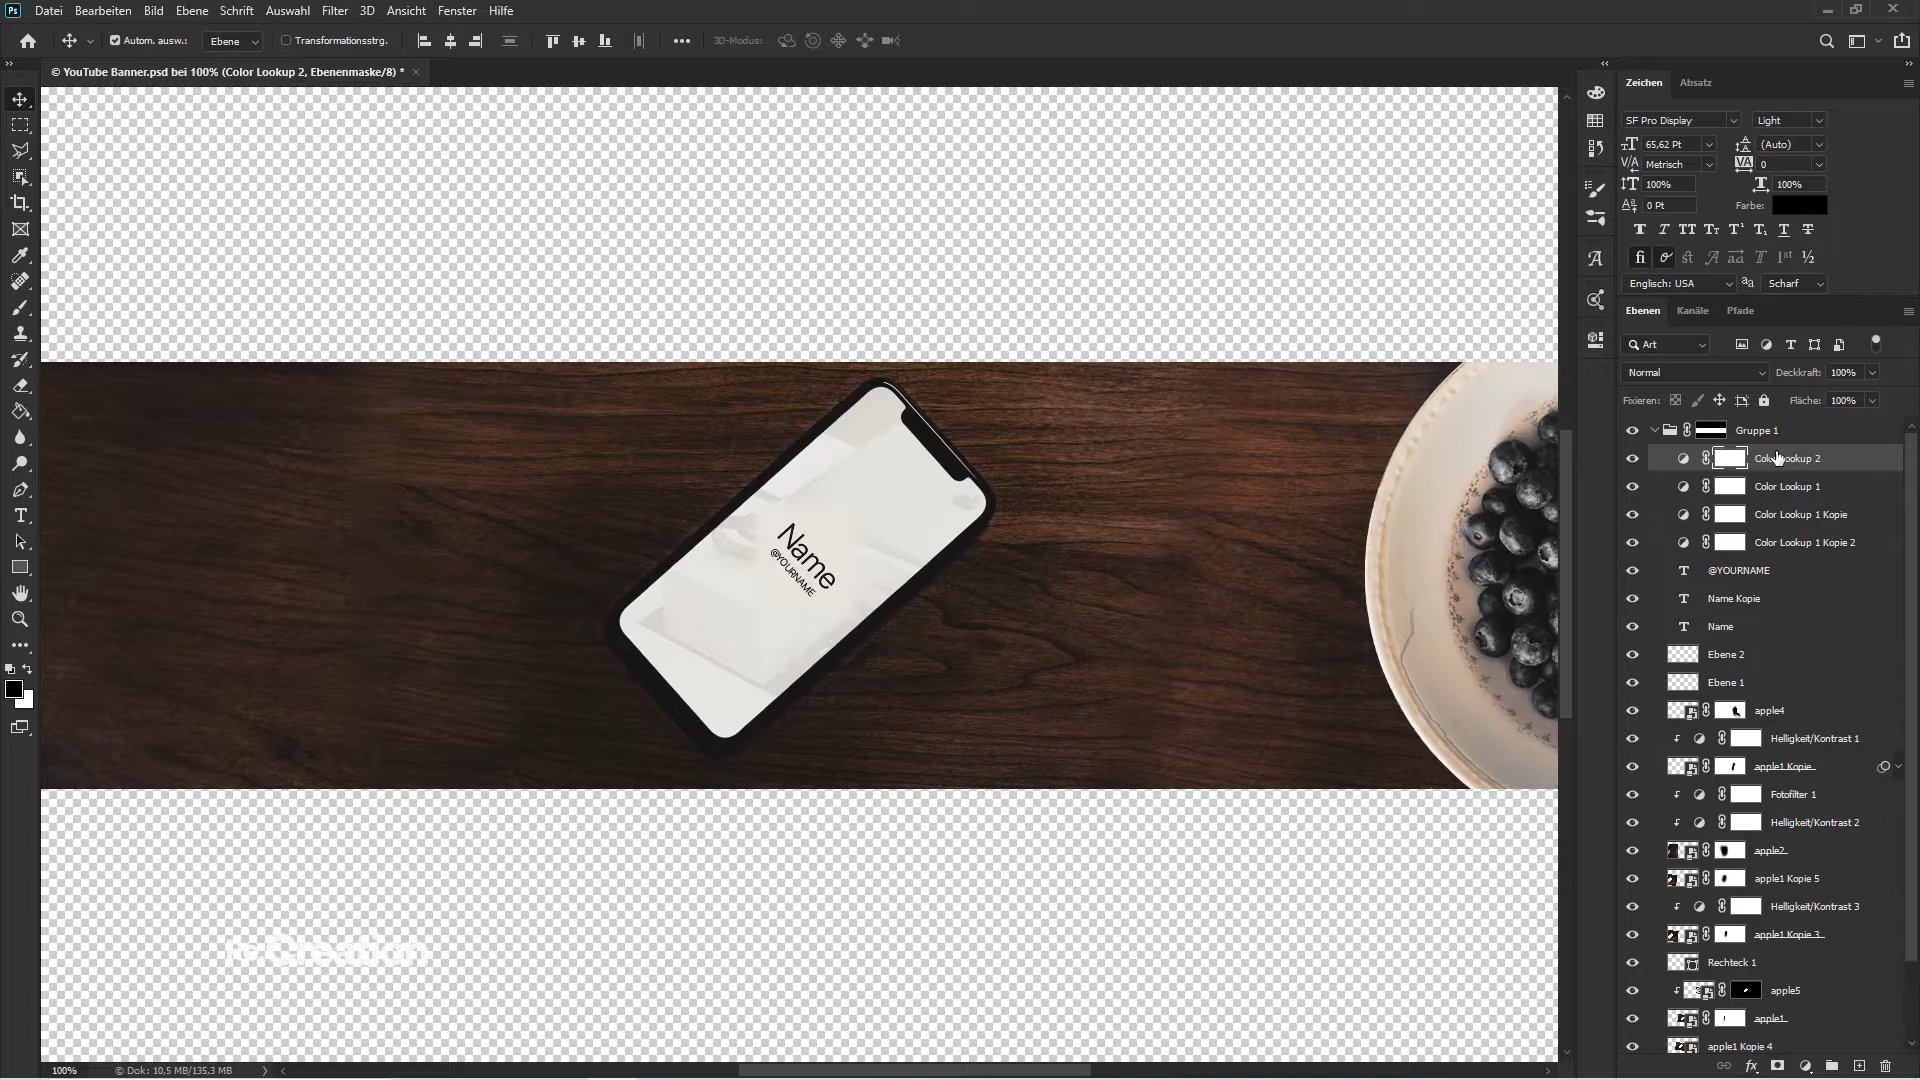 Ps
Datei Bearbeiten Bild Ebene Schrift Auswahl Filter 3D Ansicht Fenster Hilfe
Autom. ausw.: Ebene Transformationsstrg. 3D-Modus:
© YouTube Banner.psd bei 100% (Color Lookup 2, Ebenenmaske/8) *
Zeichen Absatz
SF Pro Display Light
65,62 Pt (Auto)
Metrisch 0
100% 100%
0 Pt Farbe:
Englisch: USA aa Scharf
Ebenen Kanäle Pfade
Art
Normal Deckkraft: 100%
Fixieren: Fläche: 100%
Gruppe 1
Color Lookup 2
Color Lookup 1
Color Lookup 1 Kopie
Color Lookup 1 Kopie 2
@YOURNAME
Name Kopie
Name
Ebene 2
Ebene 1
apple4
Helligkeit/Kontrast 1
apple1 Kopie
Fotofilter 1
Helligkeit/Kontrast 2
apple2
apple1 Kopie 5
Helligkeit/Kontrast 3
apple1 Kopie 3
Rechteck 1
apple5
apple1
apple1 Kopie 4
Name
@YOURNAME
100% © Dok: 10,5 MB/135,3 MB